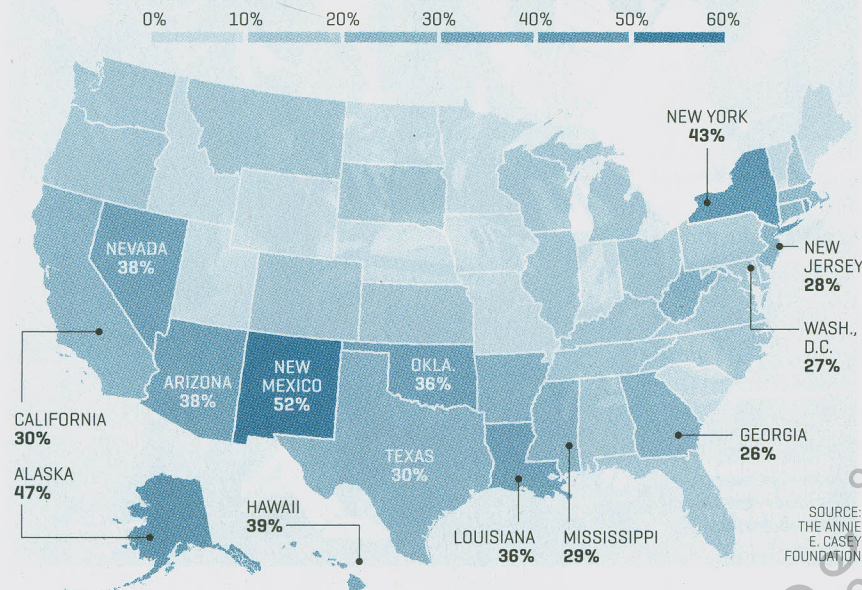 0% 10% 20% 30% 40% 50% 60%
NEW YORK
43%
NEVADA
38%
NEW
JERSEY
28%
WASH.,
D.C.
27%
NEW
MEXICO
52%
OKLA.
36%
ARIZONA
38%
CALIFORNIA
30%
TEXAS
30%
GEORGIA
26%
ALASKA
47%
HAWAII
39%
LOUISIANA
36%
MISSISSIPPI
29%
SOURCE:
THE ANNIE
E. CASEY
FOUNDATION